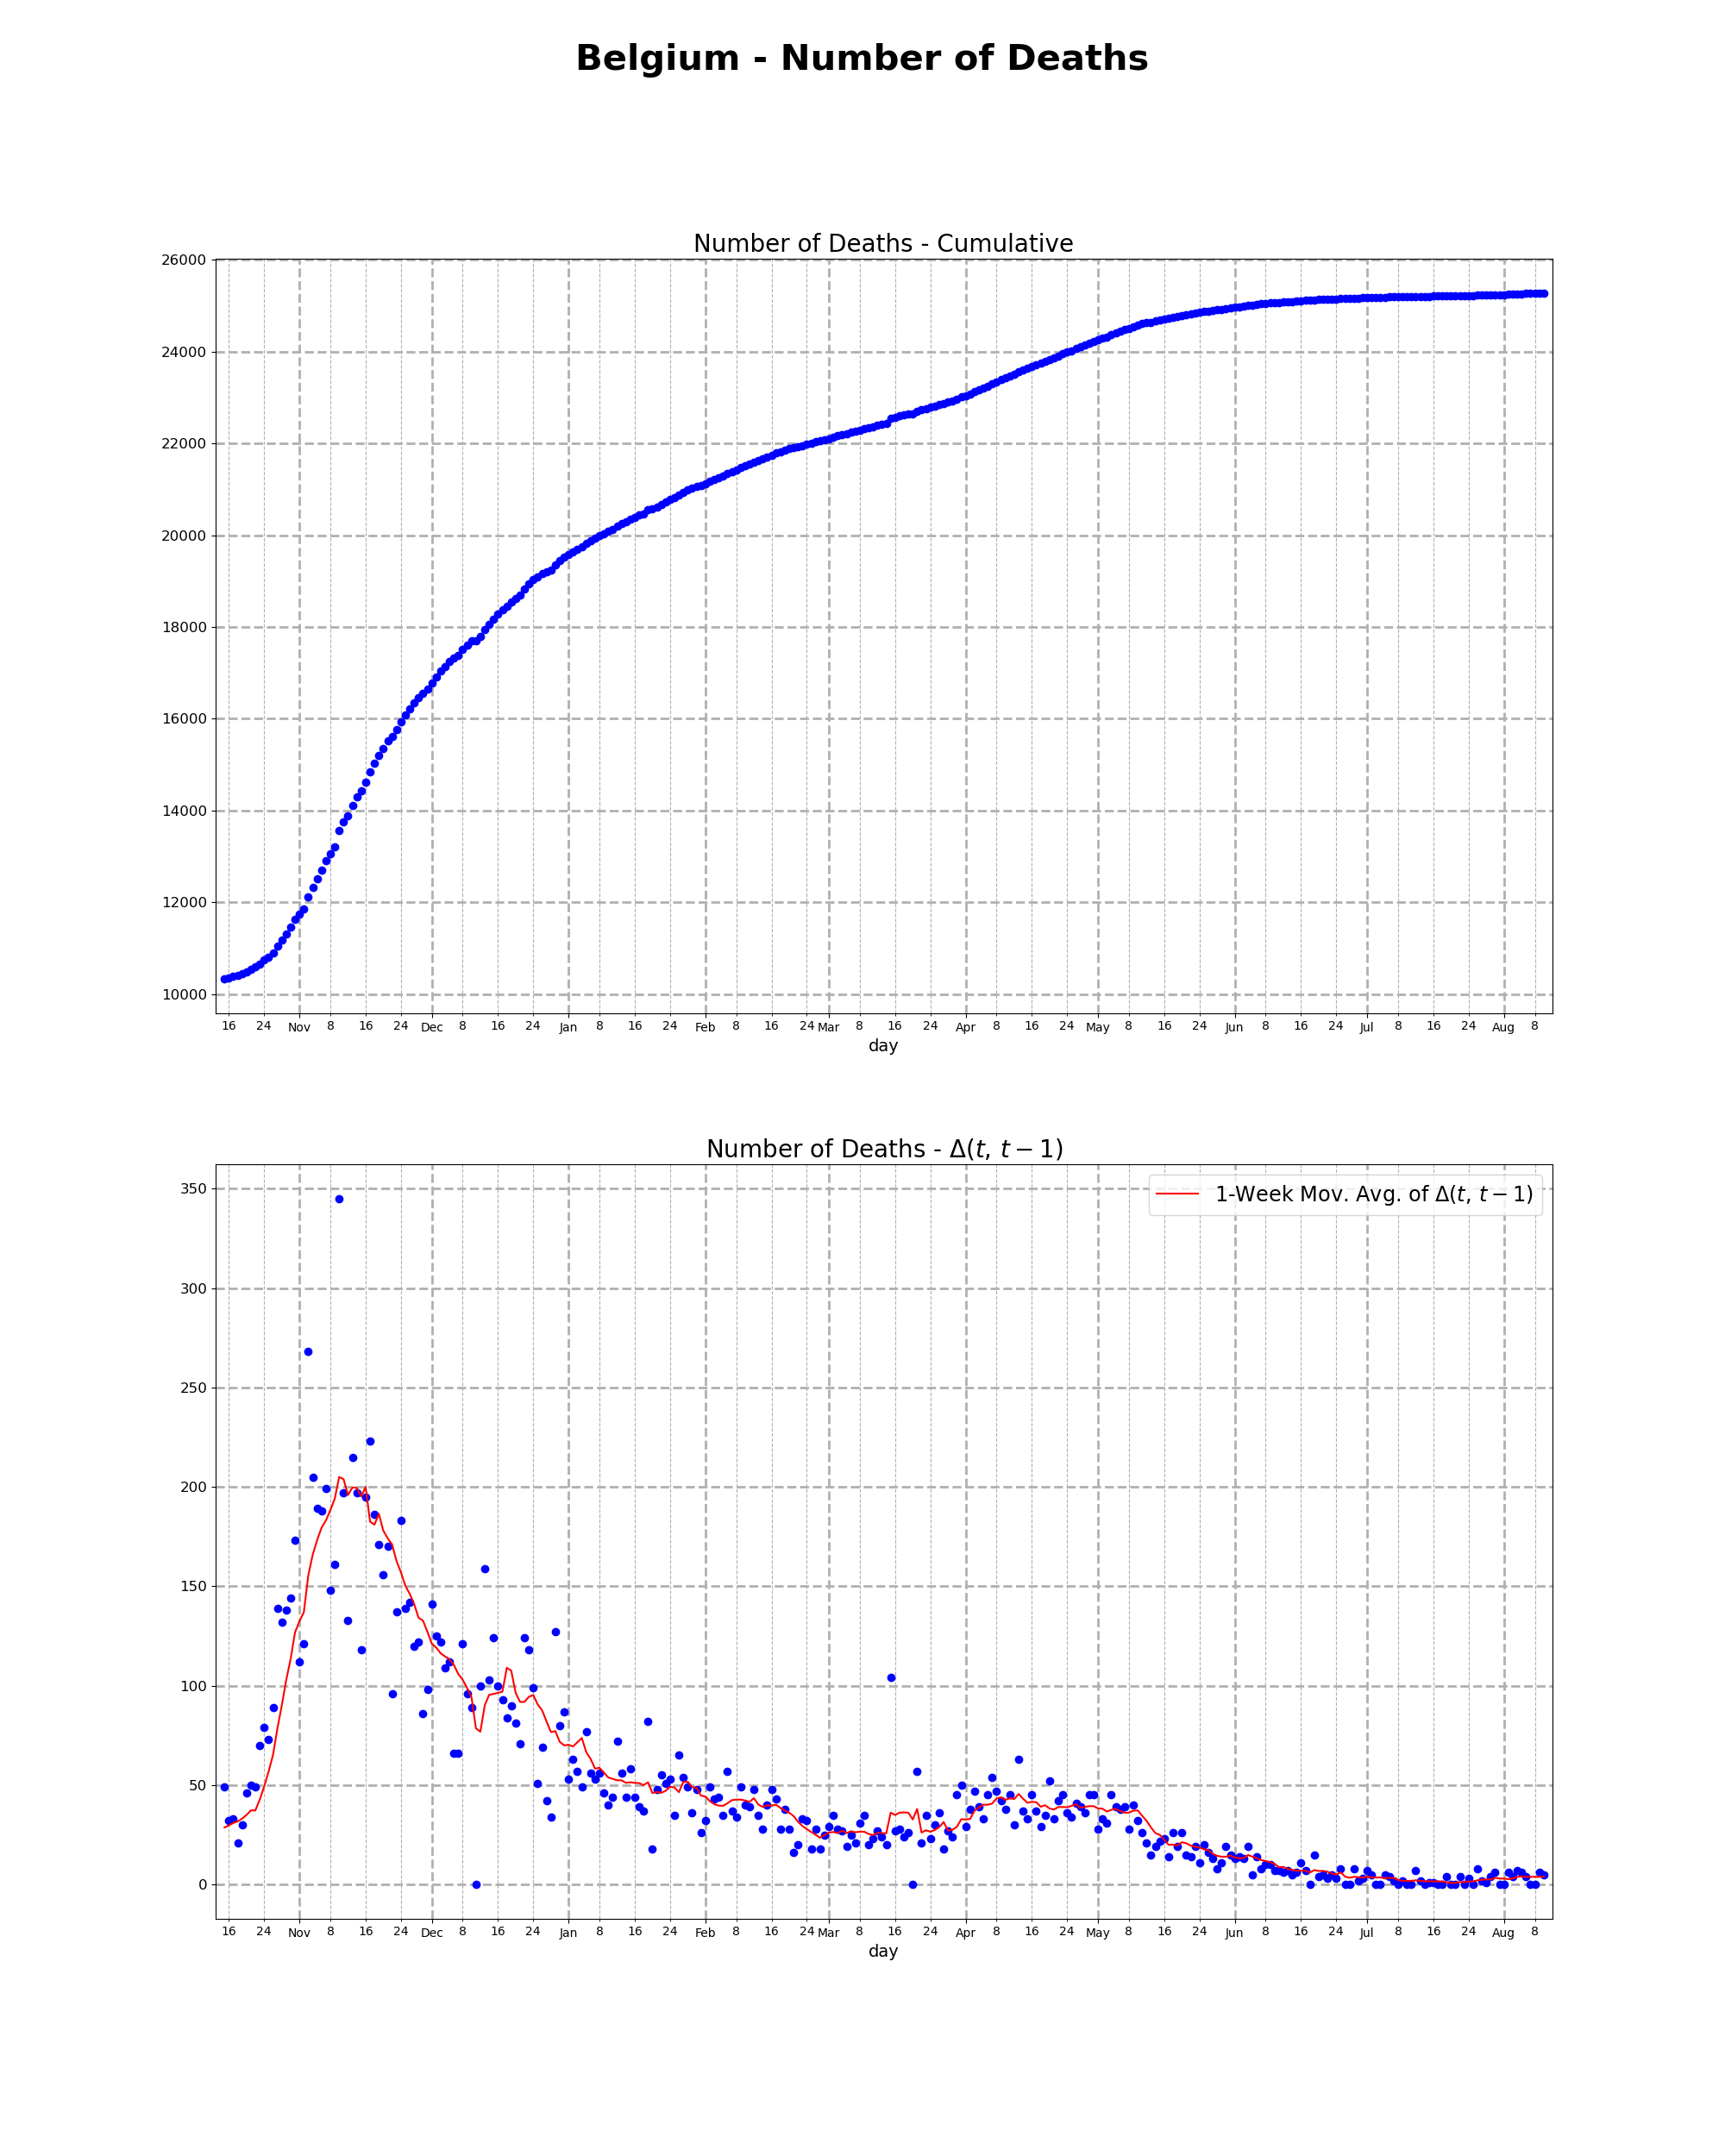 Belgium - Number of Deaths
Number of Deaths - Cumulative
26000
24000
22000
20000
18000
16000
14000
12000
10000
16 24 Nov 8 16 24 Dec 8 16 24 Jan 8 16 24 Feb 8 16 24 Mar 8 16 24 Apr 8 16 24 May 8 16 24 Jun 8 16 24 Jul 8 16 24 Aug 8
day
Number of Deaths - Δ(t, t − 1)
1-Week Mov. Avg. of Δ(t, t − 1)
350
300
250
200
150
100
50
0
16 24 Nov 8 16 24 Dec 8 16 24 Jan 8 16 24 Feb 8 16 24 Mar 8 16 24 Apr 8 16 24 May 8 16 24 Jun 8 16 24 Jul 8 16 24 Aug 8
day